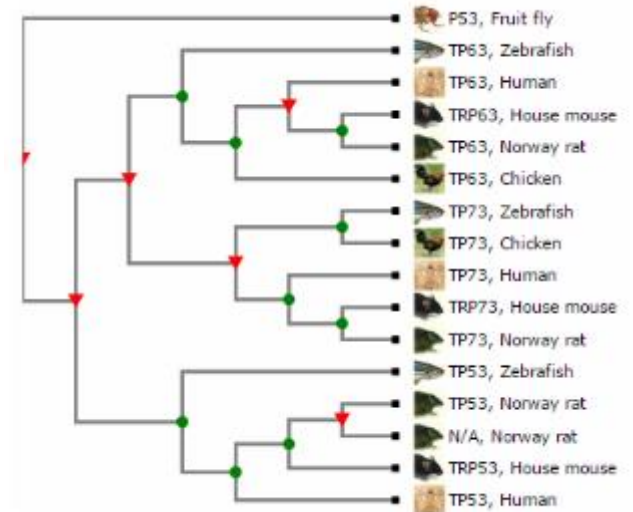 P53, Fruit fly
TP63, Zebrafish
TP63, Human
TRP63, House mouse
TP63, Norway rat
TP63, Chicken
TP73, Zebrafish
TP73, Chicken
TP73, Human
TRP73, House mouse
TP73, Norway rat
TP53, Zebrafish
TP53, Norway rat
N/A, Norway rat
TRP53, House mouse
TP53, Human